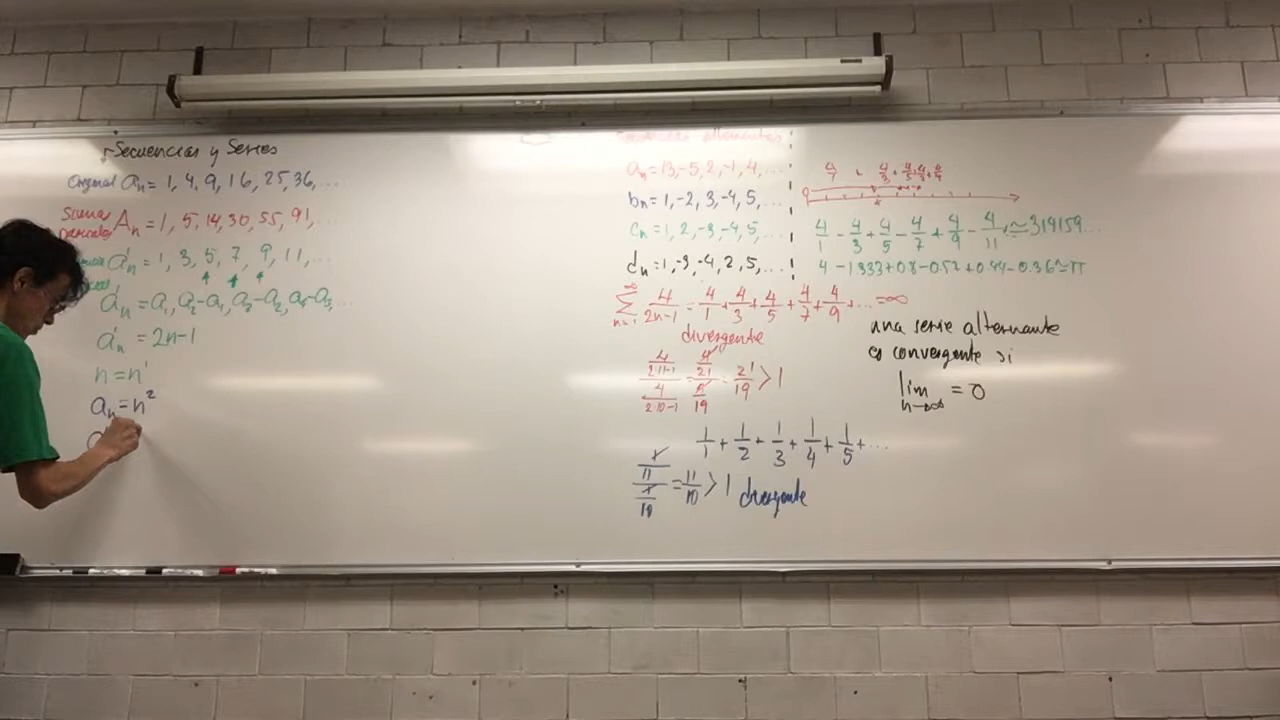 Secuencias y Series
Original aₙ = 1, 4, 9, 16, 25, 36, ...
Sumas Parciales Aₙ = 1, 5, 14, 30, 55, 91, ...
a'ₙ = 1, 3, 5, 7, 9, 11, ...
a'ₙ = a₁, a₂-a₁, a₃-a₂, a₄-a₃, ...
a'ₙ = 2n-1
n = n¹
aₙ = n²
alternantes
aₙ = 13, -5, 2, -1, 4, ...
bₙ = 1, -2, 3, -4, 5, ...
cₙ = 1, 2, -3, -4, 5, ...
dₙ = 1, -3, -4, 2, 5, ...
4/1 - 4/3 + 4/5 - 4/7 + 4/9 - 4/11 ... ≃ 314159...
4 - 1.333 + 0.8 - 0.57 + 0.44 - 0.36 ≃ π
∞ Σ n=1 4/(2n-1) = 4/1 + 4/3 + 4/5 + 4/7 + 4/9 + ... = ∞
divergente
(4/(2·11-1))/(4/(2·10-1)) = (4/21)/(4/19) = 21/19 > 1
una serie alternante
es convergente si
lim n→∞ = 0
1/1 + 1/2 + 1/3 + 1/4 + 1/5 + ...
(1/11)/(1/10) = 11/10 > 1 divergente